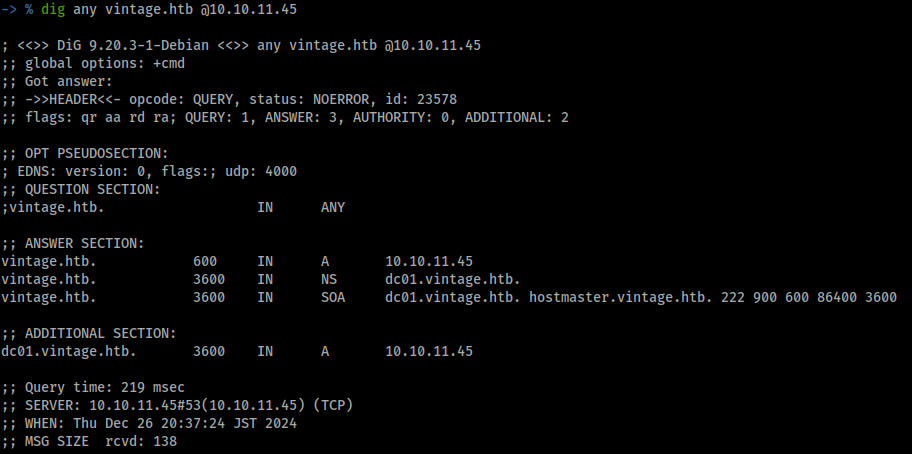 -> % dig any vintage.htb @10.10.11.45
; <<>> DiG 9.20.3-1-Debian <<>> any vintage.htb @10.10.11.45
;; global options: +cmd
;; Got answer:
;; ->>HEADER<<- opcode: QUERY, status: NOERROR, id: 23578
;; flags: qr aa rd ra; QUERY: 1, ANSWER: 3, AUTHORITY: 0, ADDITIONAL: 2
;; OPT PSEUDOSECTION:
; EDNS: version: 0, flags:; udp: 4000
;; QUESTION SECTION:
;vintage.htb. IN ANY
;; ANSWER SECTION:
vintage.htb. 600 IN A 10.10.11.45
vintage.htb. 3600 IN NS dc01.vintage.htb.
vintage.htb. 3600 IN SOA dc01.vintage.htb. hostmaster.vintage.htb. 222 900 600 86400 3600
;; ADDITIONAL SECTION:
dc01.vintage.htb. 3600 IN A 10.10.11.45
;; Query time: 219 msec
;; SERVER: 10.10.11.45#53(10.10.11.45) (TCP)
;; WHEN: Thu Dec 26 20:37:24 JST 2024
;; MSG SIZE rcvd: 138